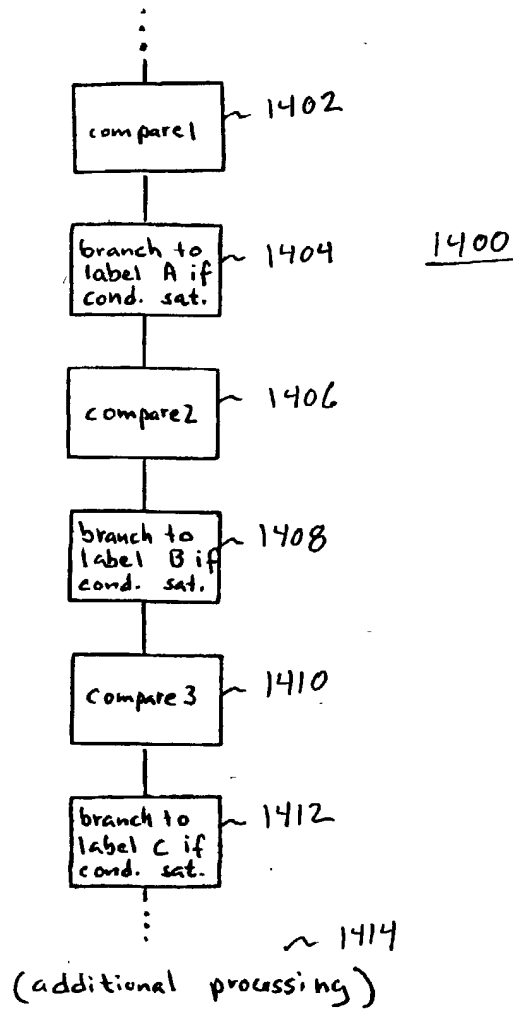 compare1
1402
branch to
label A if
cond. sat.
1404
1400
compare2
1406
branch to
label B if
cond. sat.
1408
compare3
1410
branch to
label C if
cond. sat.
1412
1414
(additional processing)